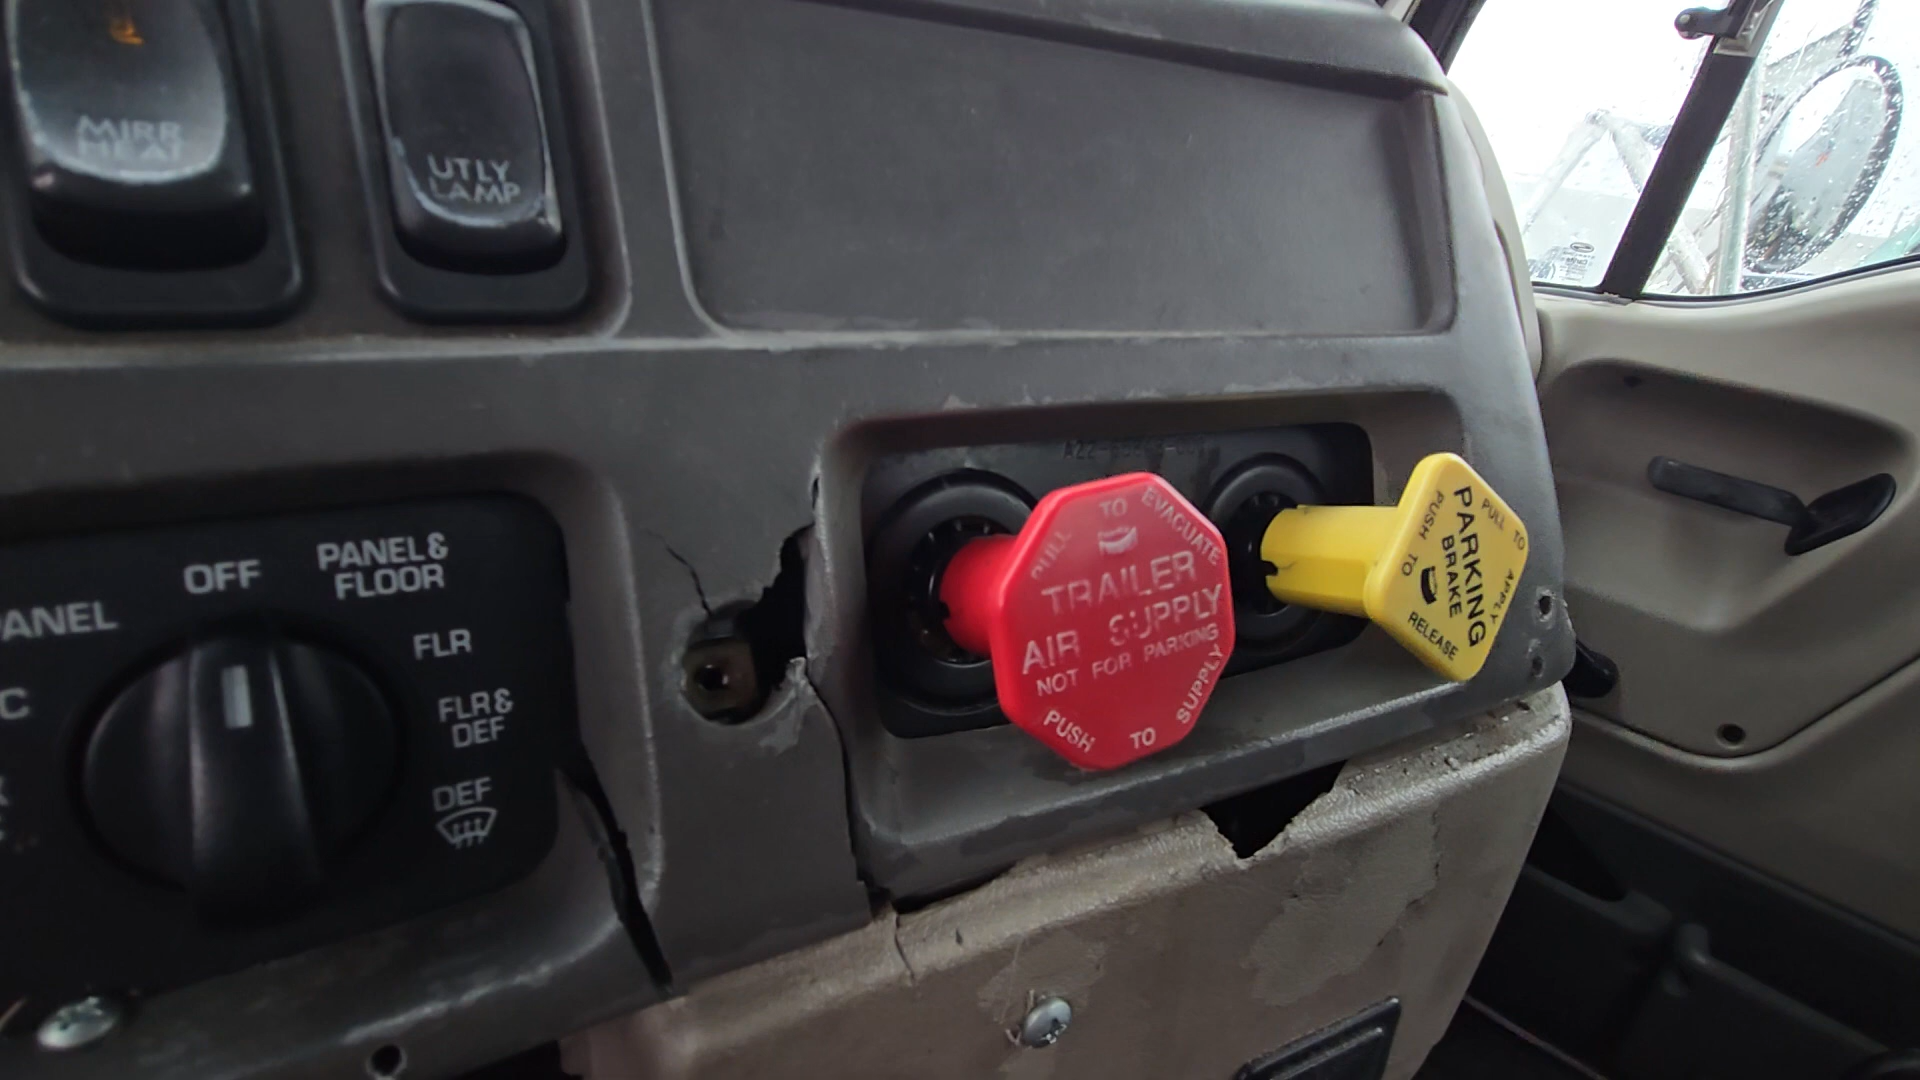 MIRR
HEAT
UTLY
LAMP
PANEL
OFF
PANEL &
FLOOR
FLR
FLR &
DEF
DEF
PULL TO EVACUATE
TRAILER
AIR SUPPLY
NOT FOR PARKING
PUSH TO SUPPLY
PULL TO APPLY
PARKING
BRAKE
PUSH TO RELEASE